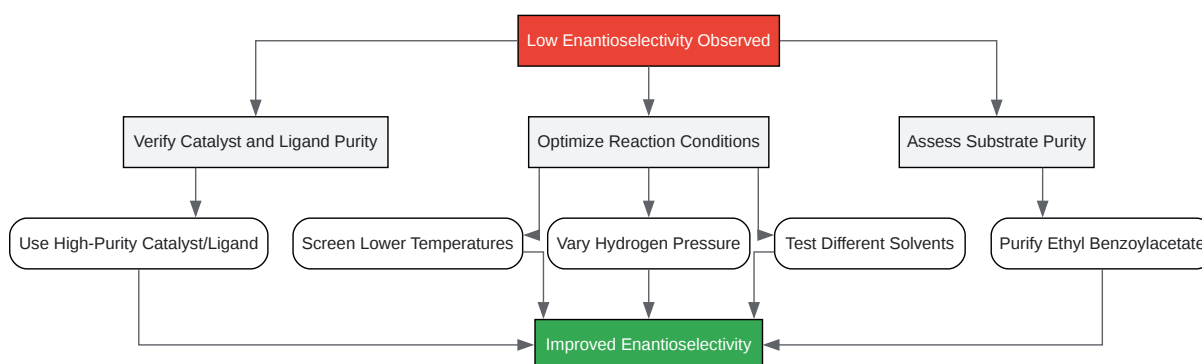 Low Enantioselectivity Observed
Verify Catalyst and Ligand Purity
Optimize Reaction Conditions
Assess Substrate Purity
Use High-Purity Catalyst/Ligand
Screen Lower Temperatures
Vary Hydrogen Pressure
Test Different Solvents
Purify Ethyl Benzoylacetate
Improved Enantioselectivity